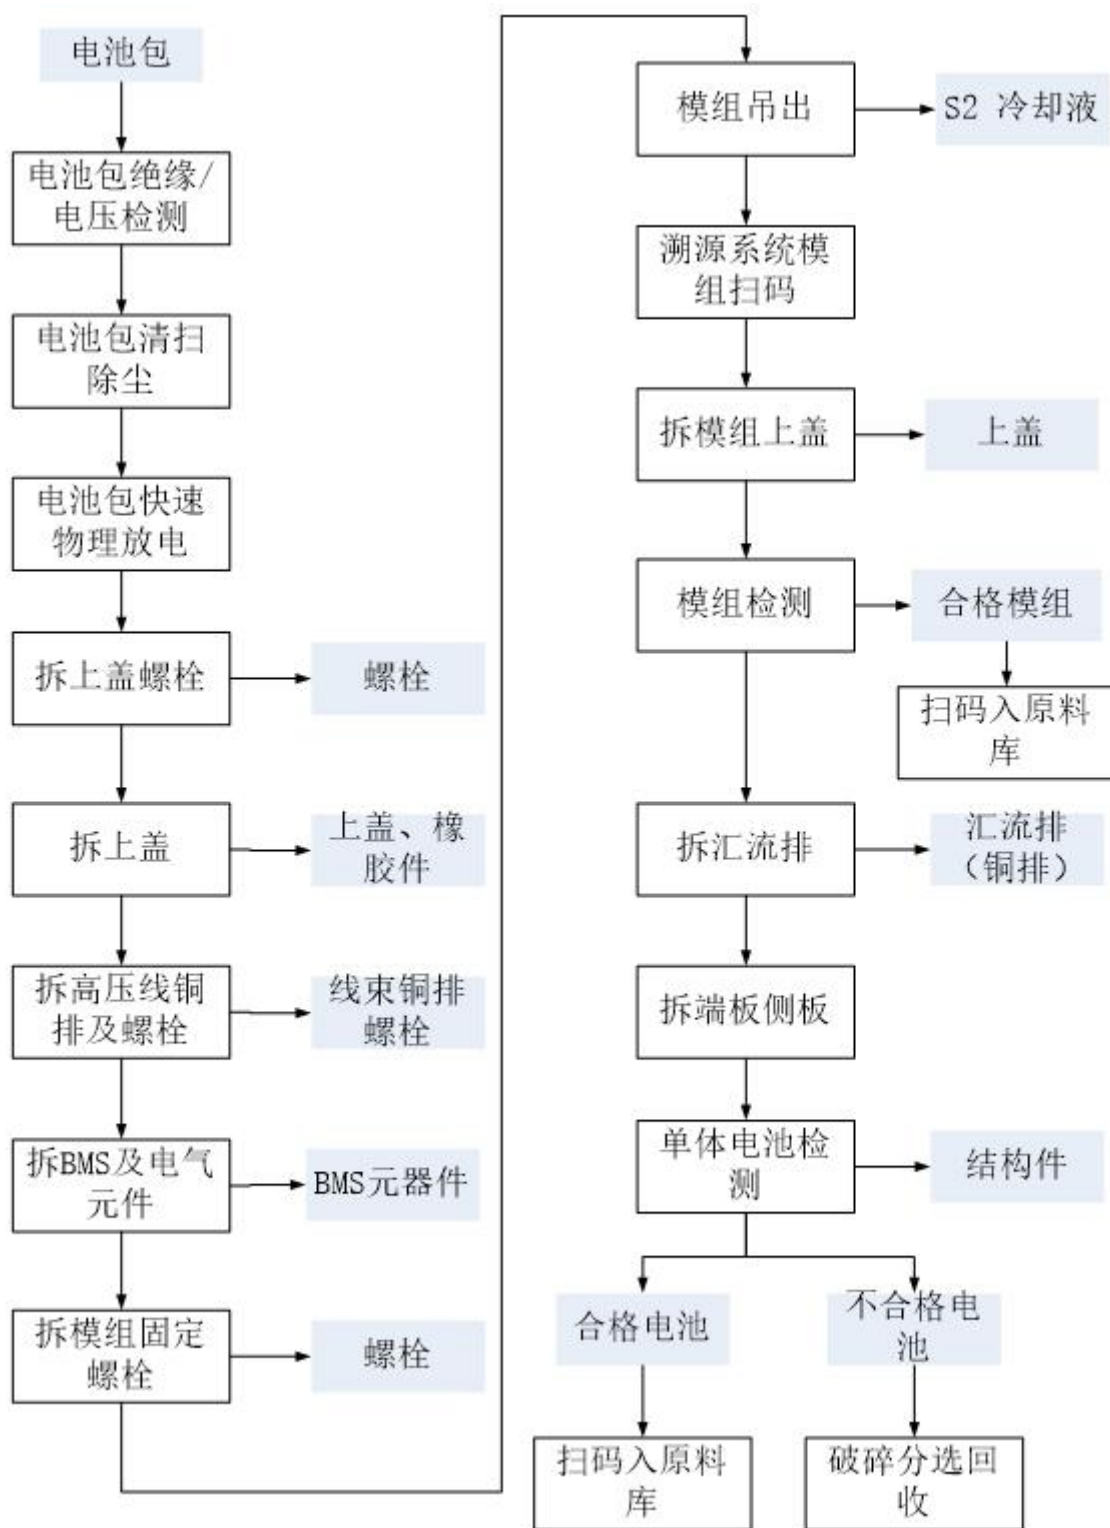 电池包
电池包绝缘/
电压检测
电池包清扫
除尘
电池包快速
物理放电
拆上盖螺栓
螺栓
拆上盖
上盖、橡
胶件
拆高压线铜
排及螺栓
线束铜排
螺栓
拆BMS及电气
元件
BMS元器件
拆模组固定
螺栓
螺栓
模组吊出
S2 冷却液
溯源系统模
组扫码
拆模组上盖
上盖
模组检测
合格模组
扫码入原料
库
拆汇流排
汇流排
（铜排）
拆端板侧板
单体电池检
测
结构件
合格电池
不合格电
池
扫码入原料
库
破碎分选回
收